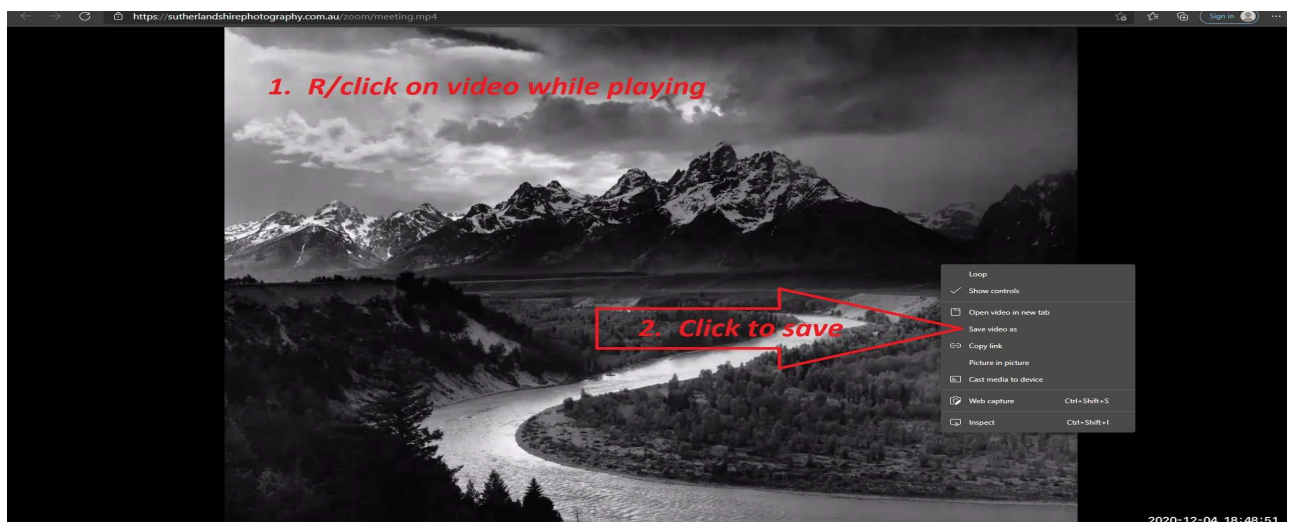 https://sutherlandshirephotography.com.au/zoom/meeting.mp4
Sign in
1. R/click on video while playing
Loop
Show controls
Open video in new tab
2. Click to save
Save video as
Copy link
Picture in picture
Cast media to device
Web capture Ctrl+Shift+S
Inspect Ctrl+Shift+I
2020-12-04 18:48:51